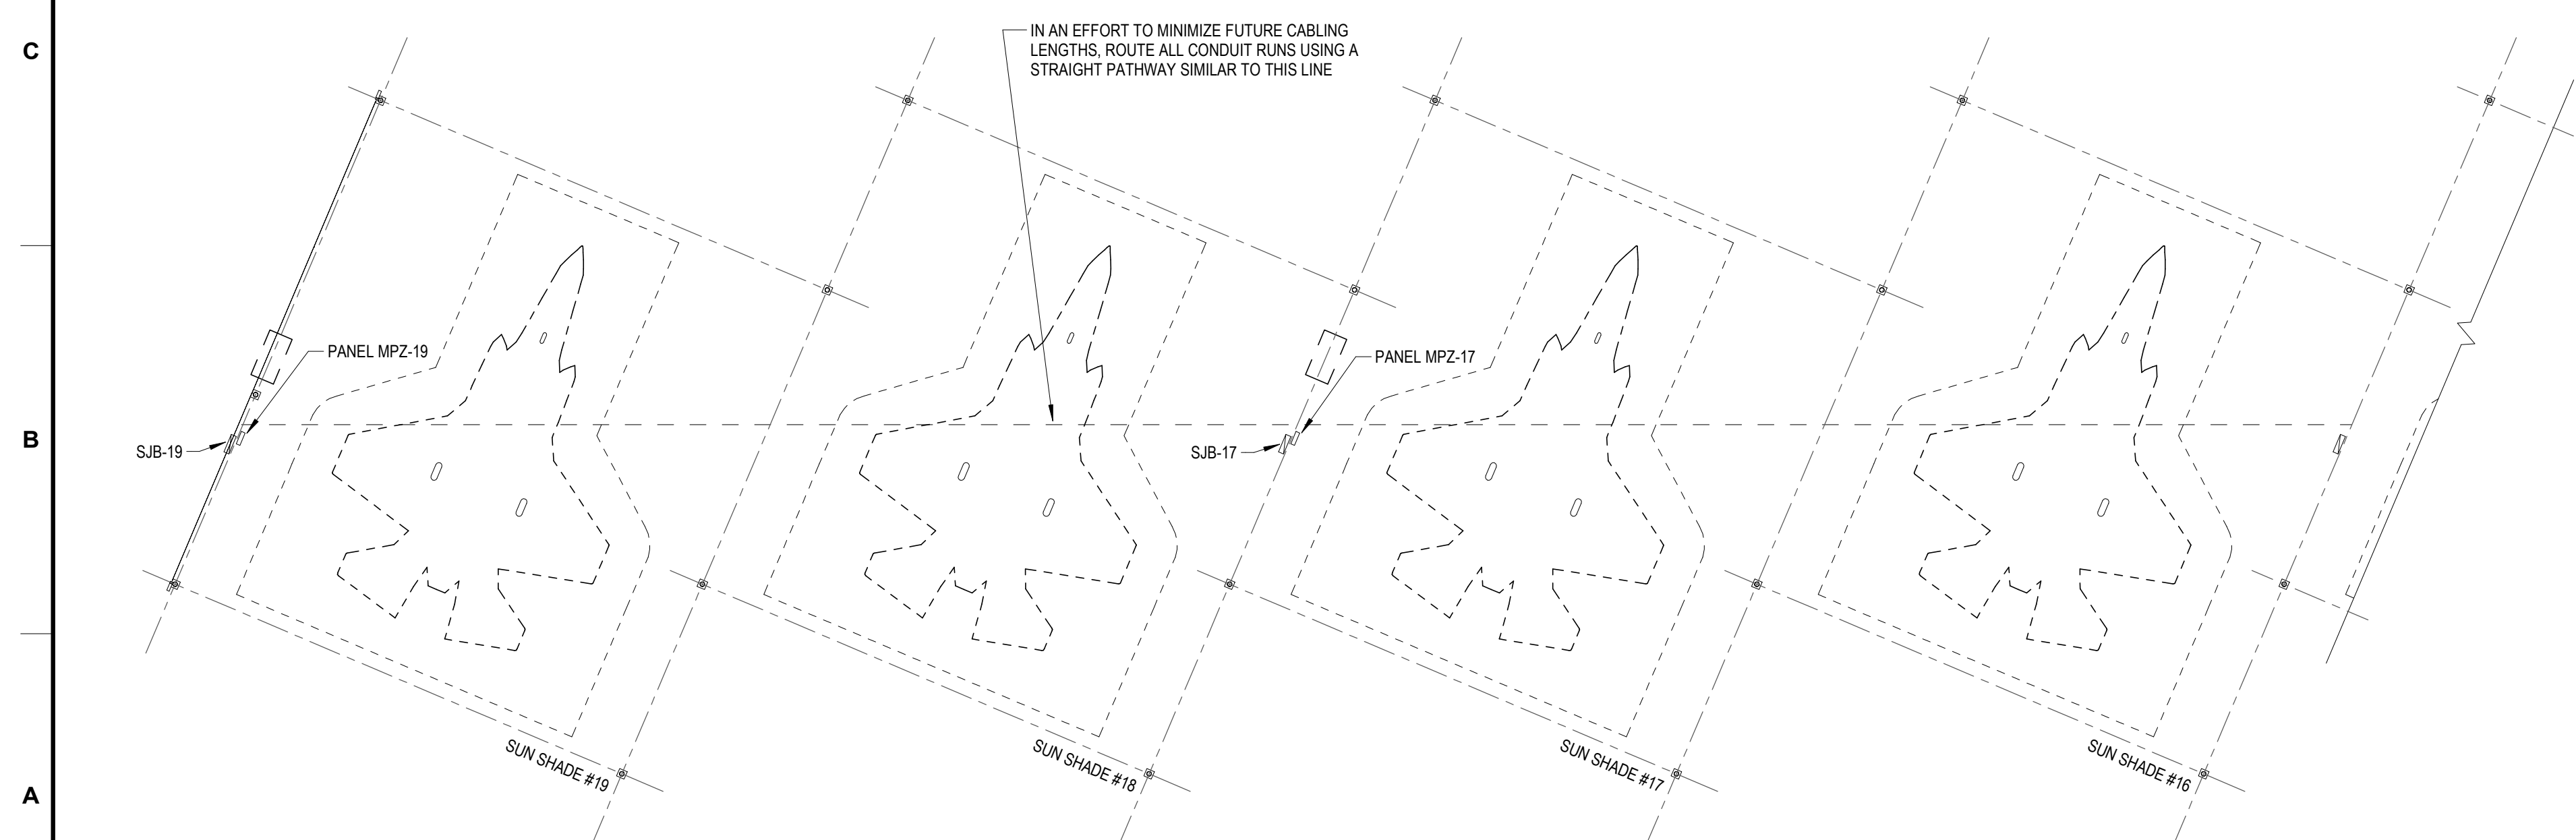 C
IN AN EFFORT TO MINIMIZE FUTURE CABLING
LENGTHS, ROUTE ALL CONDUIT RUNS USING A
STRAIGHT PATHWAY SIMILAR TO THIS LINE
PANEL MPZ-19
PANEL MPZ-17
B
SJB-19
SJB-17
SUN SHADE #19
SUN SHADE #18
SUN SHADE #17
SUN SHADE #16
A